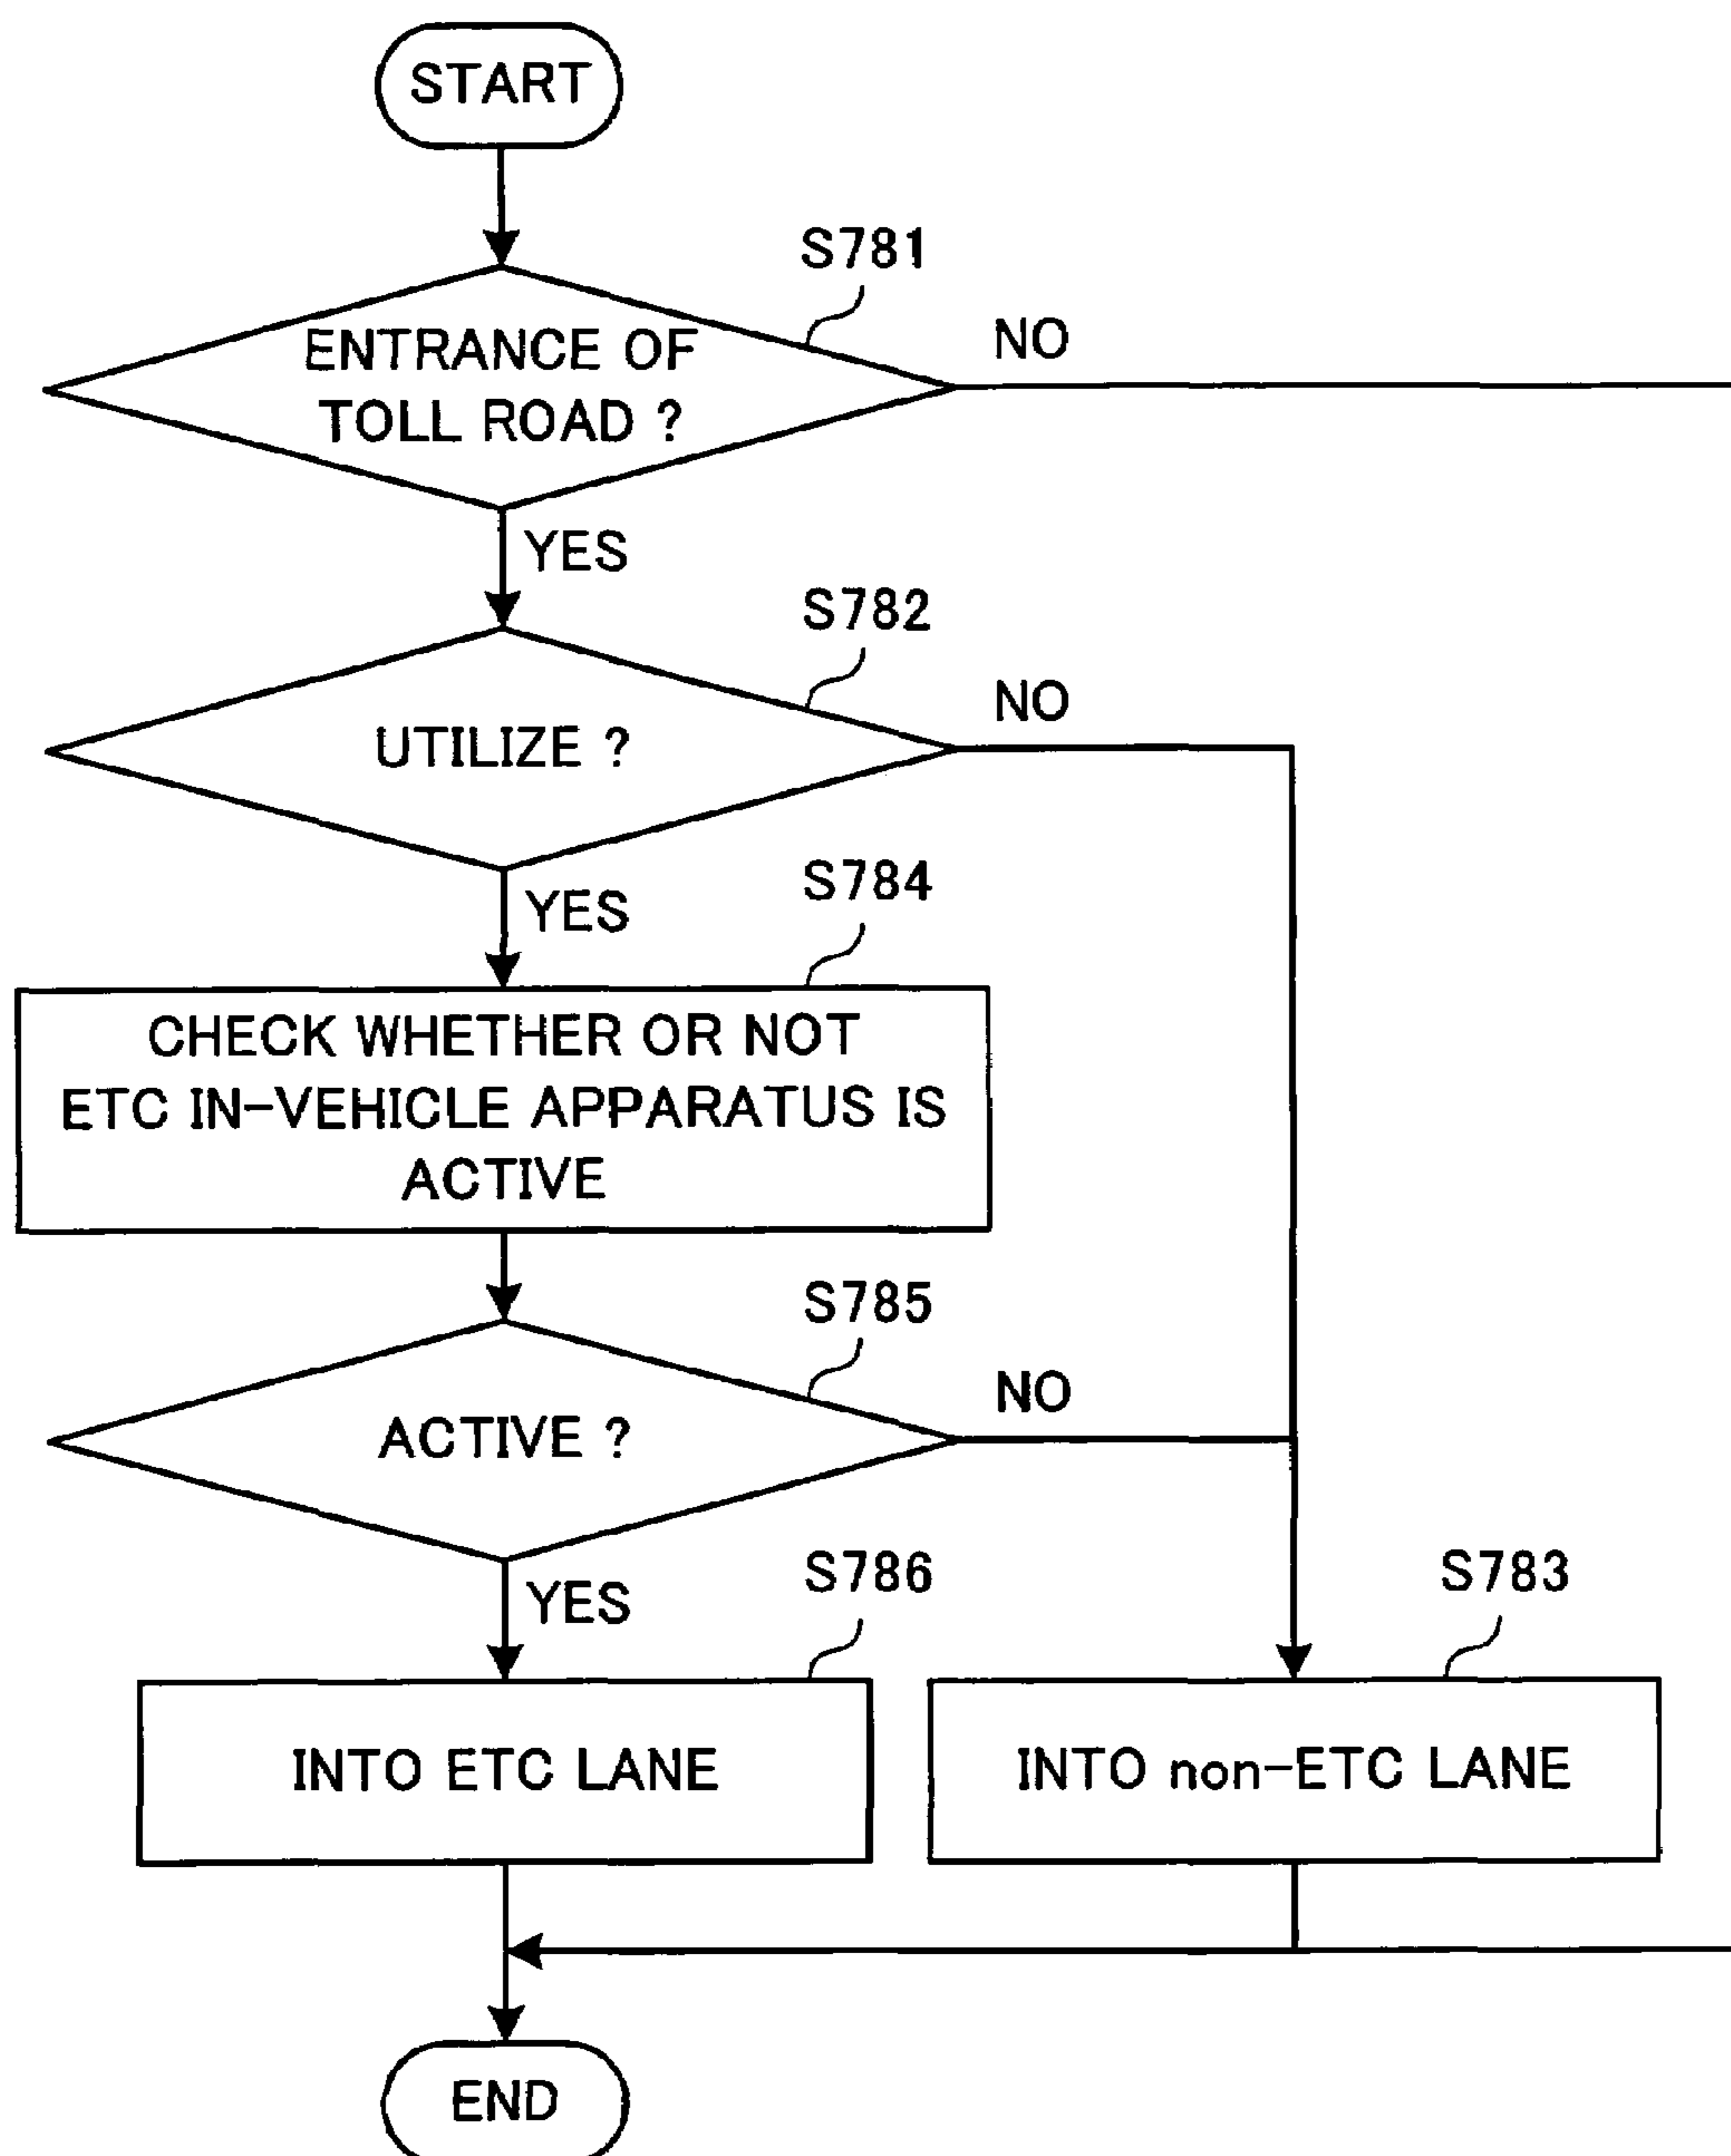 START
S781
ENTRANCE OF
TOLL ROAD ?
NO
YES
S782
UTILIZE ?
NO
YES
S784
CHECK WHETHER OR NOT
ETC IN-VEHICLE APPARATUS IS
ACTIVE
S785
ACTIVE ?
NO
YES
S786
INTO ETC LANE
S783
INTO non-ETC LANE
END